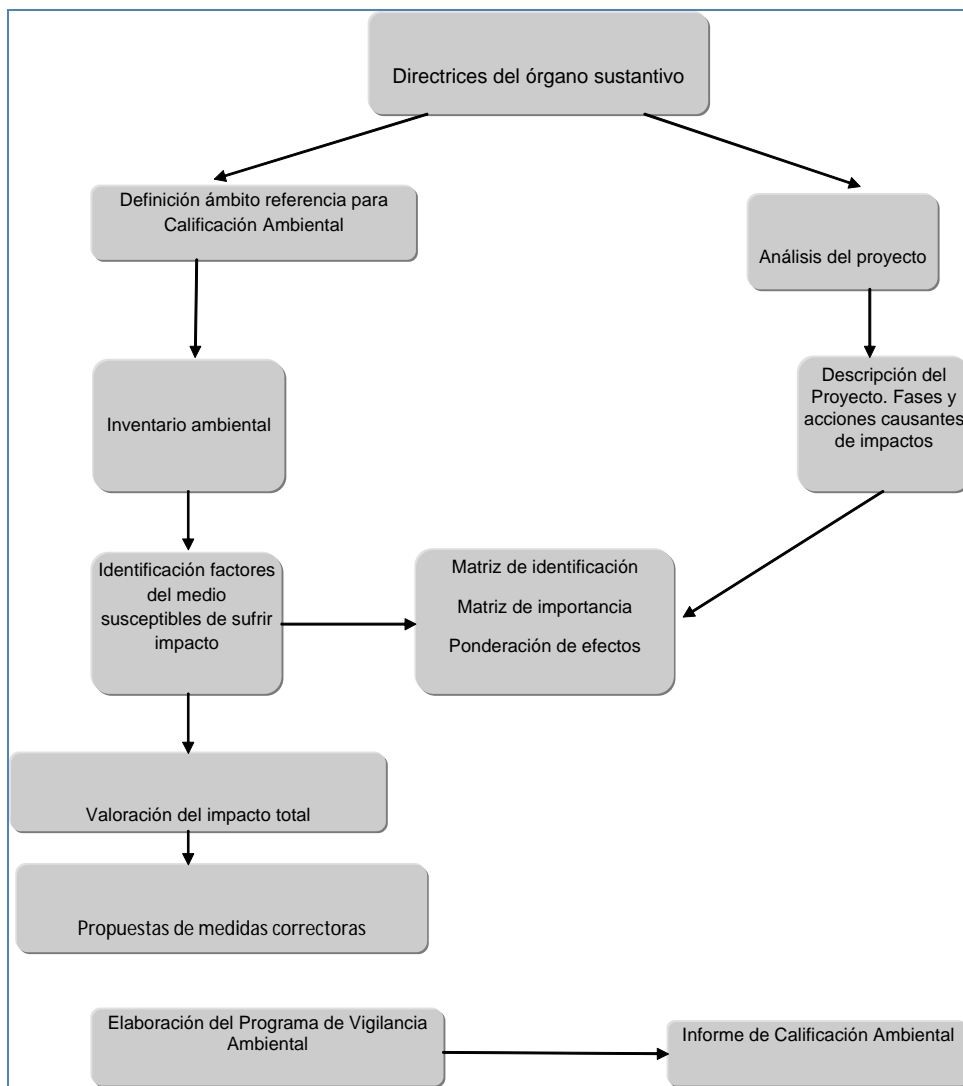 Directrices del órgano sustantivo
Definición ámbito referencia para
Calificación Ambiental
Análisis del proyecto
Inventario ambiental
Descripción del
Proyecto. Fases y
acciones causantes
de impactos
Identificación factores
del medio
susceptibles de sufrir
impacto
Matriz de identificación
Matriz de importancia
Ponderación de efectos
Valoración del impacto total
Propuestas de medidas correctoras
Elaboración del Programa de Vigilancia
Ambiental
Informe de Calificación Ambiental